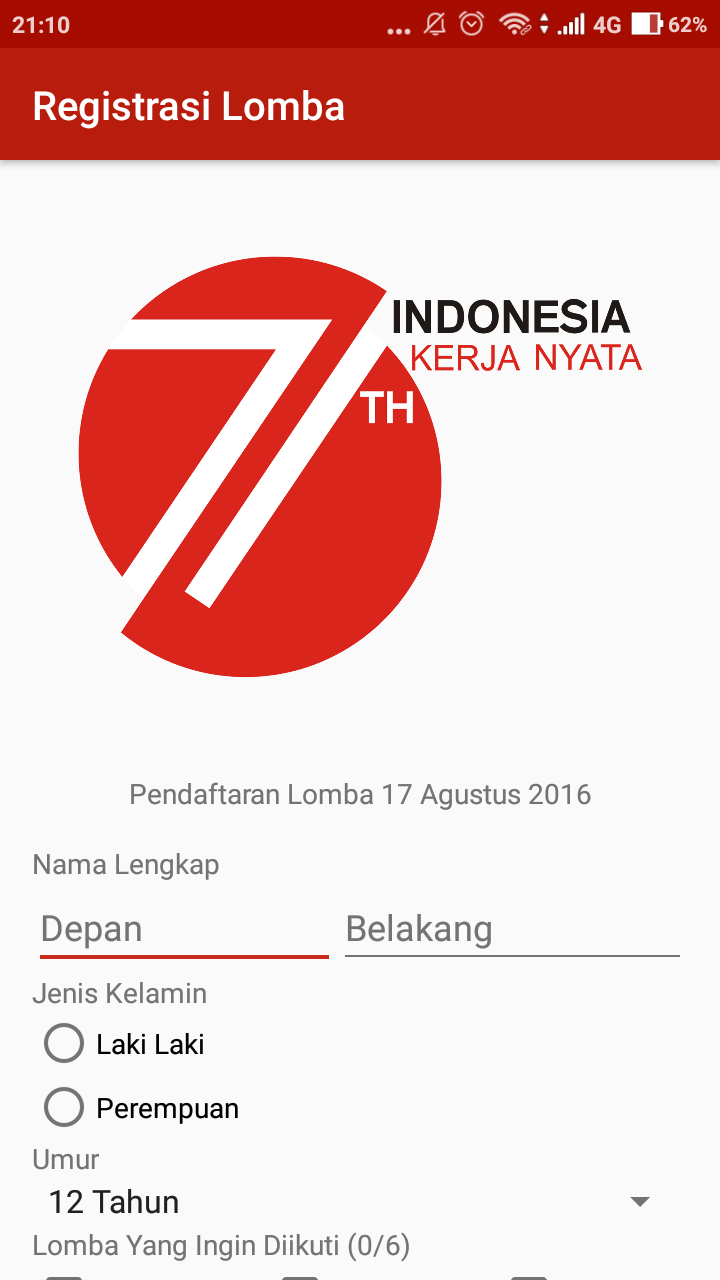 21:10 ... 4G 62%
Registrasi Lomba
71
INDONESIA
KERJA NYATA
TH
Pendaftaran Lomba 17 Agustus 2016
Nama Lengkap
Depan Belakang
Jenis Kelamin
Laki Laki
Perempuan
Umur
12 Tahun
Lomba Yang Ingin Diikuti (0/6)